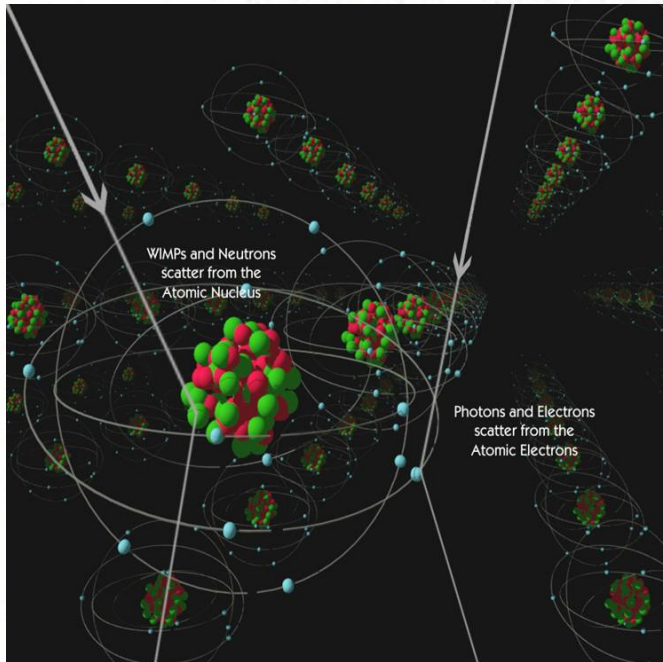 WIMPs and Neutrons
scatter from the
Atomic Nucleus
Photons and Electrons
scatter from the
Atomic Electrons